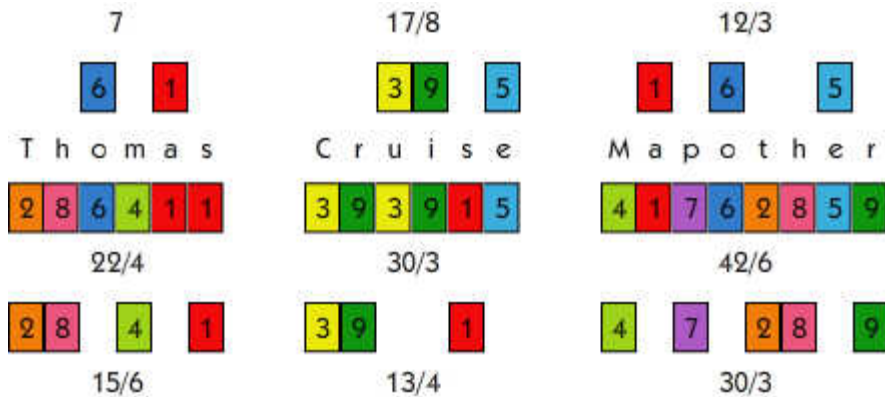 7 17/8 12/3
6 1 3 9 5 1 6 5
T h o m a s C r u i s e M a p o t h e r
2 8 6 4 1 1 3 9 3 9 1 5 4 1 7 6 2 8 5 9
22/4 30/3 42/6
2 8 4 1 3 9 1 4 7 2 8 9
15/6 13/4 30/3